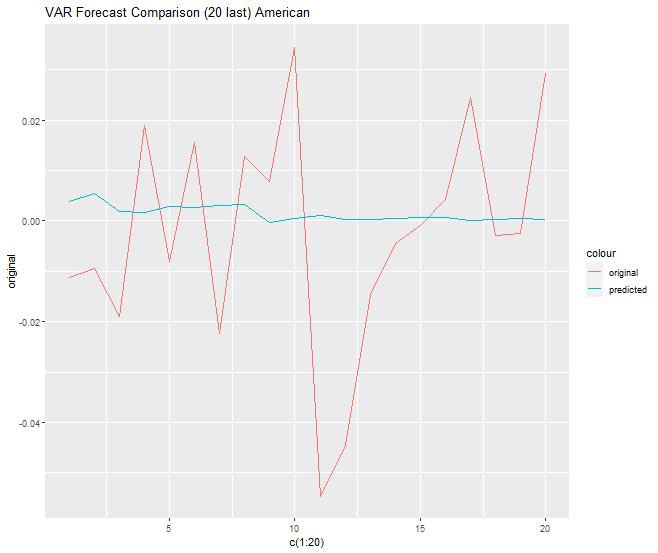 VAR Forecast Comparison (20 last) American
0.02
0.00
-0.02
-0.04
original
5
10
15
20
c(1:20)
colour
original
predicted